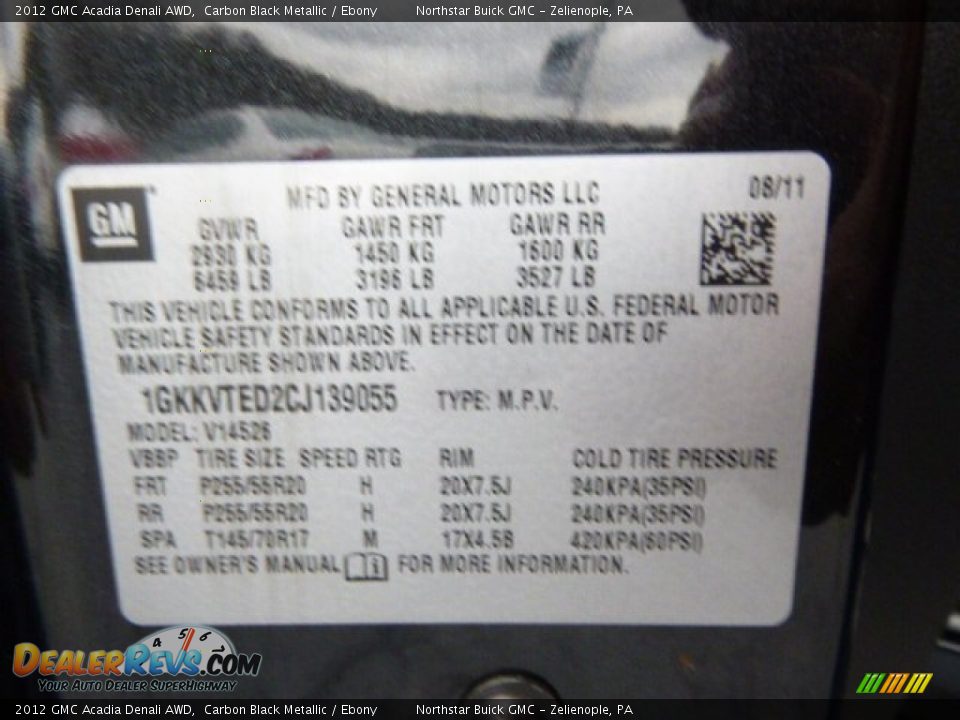 2012 GMC Acadia Denali AWD, Carbon Black Metallic / Ebony Northstar Buick GMC - Zelienople, PA
GM MFD BY GENERAL MOTORS LLC 08/11
GVWR GAWR FRT GAWR RR
2930 KG 1450 KG 1600 KG
6459 LB 3196 LB 3527 LB
THIS VEHICLE CONFORMS TO ALL APPLICABLE U.S. FEDERAL MOTOR
VEHICLE SAFETY STANDARDS IN EFFECT ON THE DATE OF
MANUFACTURE SHOWN ABOVE.
1GKKVTED2CJ139055 TYPE: M.P.V.
MODEL: V14526
VBBP TIRE SIZE SPEED RTG RIM COLD TIRE PRESSURE
FRT P255/55R20 H 20X7.5J 240KPA(35PSI)
RR P255/55R20 H 20X7.5J 240KPA(35PSI)
SPA T145/70R17 M 17X4.5B 420KPA(60PSI)
SEE OWNER'S MANUAL FOR MORE INFORMATION.
4 5 6
DEALERREVS.COM
YOUR AUTO DEALER SUPERHIGHWAY
2012 GMC Acadia Denali AWD, Carbon Black Metallic / Ebony Northstar Buick GMC - Zelienople, PA